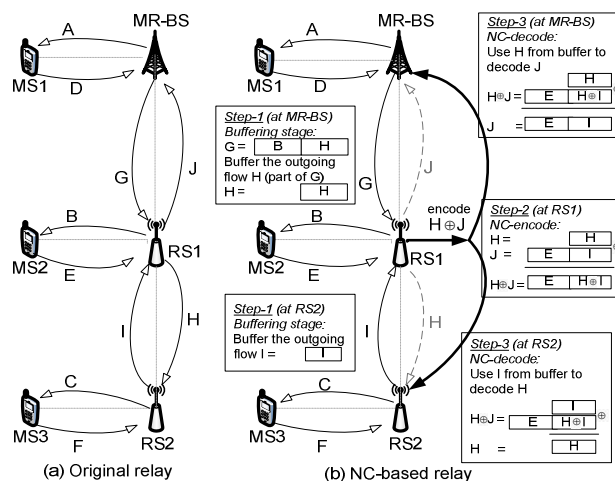 MR-BS
A
MS1
D
G
J
B
MS2
E
RS1
I
H
C
MS3
F
RS2
(a) Original relay
MR-BS
A
MS1
D
Step-1 (at MR-BS)
Buffering stage:
G = B H
Buffer the outgoing
flow H (part of G)
H = H
G
J
B
MS2
E
RS1
encode
H⊕J
Step-1 (at RS2)
Buffering stage:
Buffer the outgoing
flow I = I
I
H
C
MS3
F
RS2
(b) NC-based relay
Step-3 (at MR-BS)
NC-decode:
Use H from buffer to
decode J
H
H⊕J= E H⊕I
J = E I
Step-2 (at RS1)
NC-encode:
H = H
J = E I ⊕
H⊕J= E H⊕I
Step-3 (at RS2)
NC-decode:
Use I from buffer to
decode H
I
H⊕J= E H⊕I ⊕
H = H